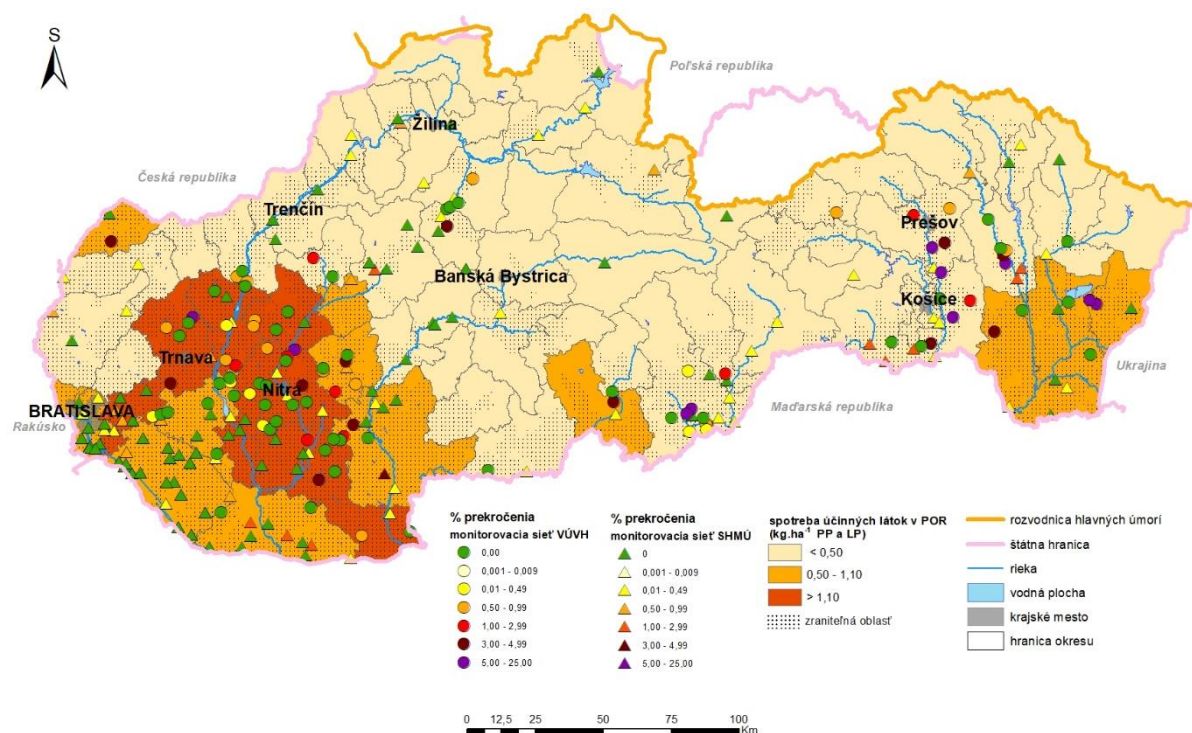 S
Poľská republika
Žilina
Česká republika
Trenčín
Prešov
Banská Bystrica
Košice
Trnava
Nitra
Ukrajina
BRATISLAVA
Rakúsko
Maďarská republika
% prekročenia
monitorovacia sieť VÚVH
0,00
0,001 - 0,009
0,01 - 0,49
0,50 - 0,99
1,00 - 2,99
3,00 - 4,99
5,00 - 25,00
% prekročenia
monitorovacia sieť SHMÚ
0
0,001 - 0,009
0,01 - 0,49
0,50 - 0,99
1,00 - 2,99
3,00 - 4,99
5,00 - 25,00
spotreba účinných látok v POR
(kg.ha⁻¹ PP a LP)
< 0,50
0,50 - 1,10
> 1,10
zraniteľná oblasť
rozvodnica hlavných úmorí
štátna hranica
rieka
vodná plocha
krajské mesto
hranica okresu
0 12,5 25 50 75 100
Km